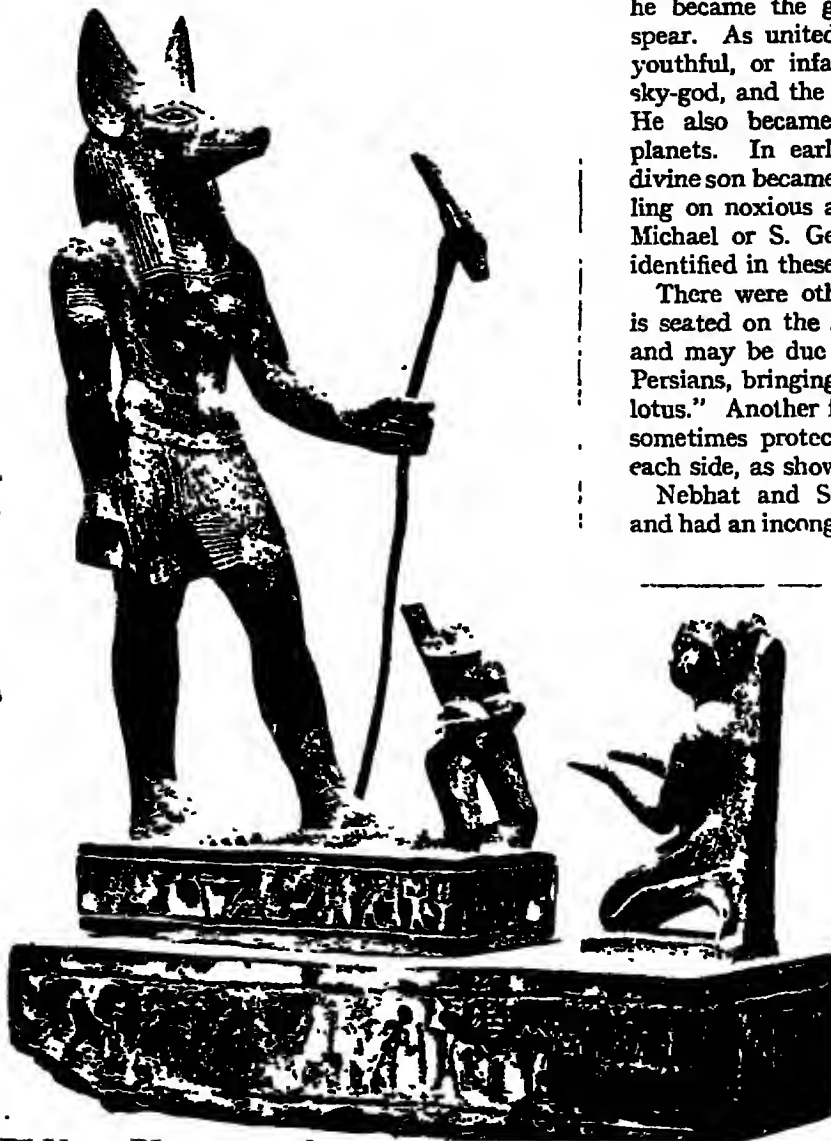 he became the g
spear. As united
youthful, or infa
sky-god, and the
He also became
planets. In earl
divine son became
ling on noxious a
Michael or S. Ge
identified in these
There were oth
is seated on the
and may be due
Persians, bringing
lotus." Another f
sometimes protec
each side, as show
Nebhat and S
and had an incong